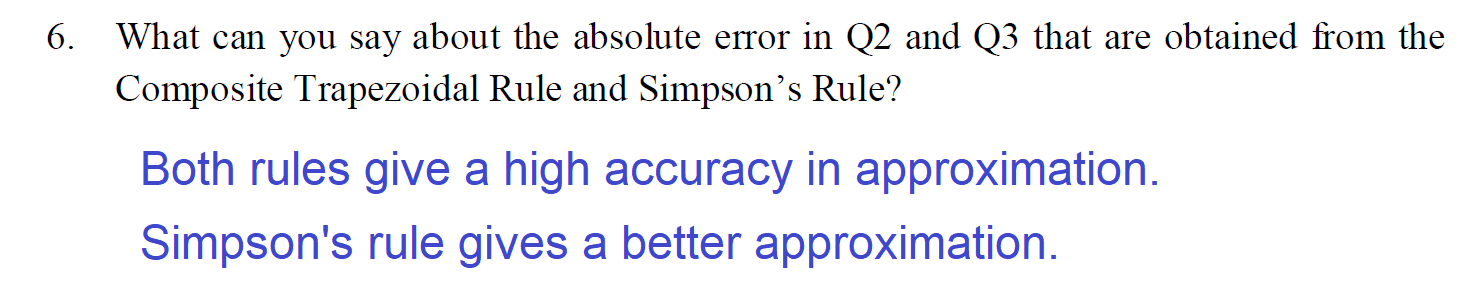 6. What can you say about the absolute error in Q2 and Q3 that are obtained from the
Composite Trapezoidal Rule and Simpson’s Rule?
Both rules give a high accuracy in approximation.
Simpson's rule gives a better approximation.